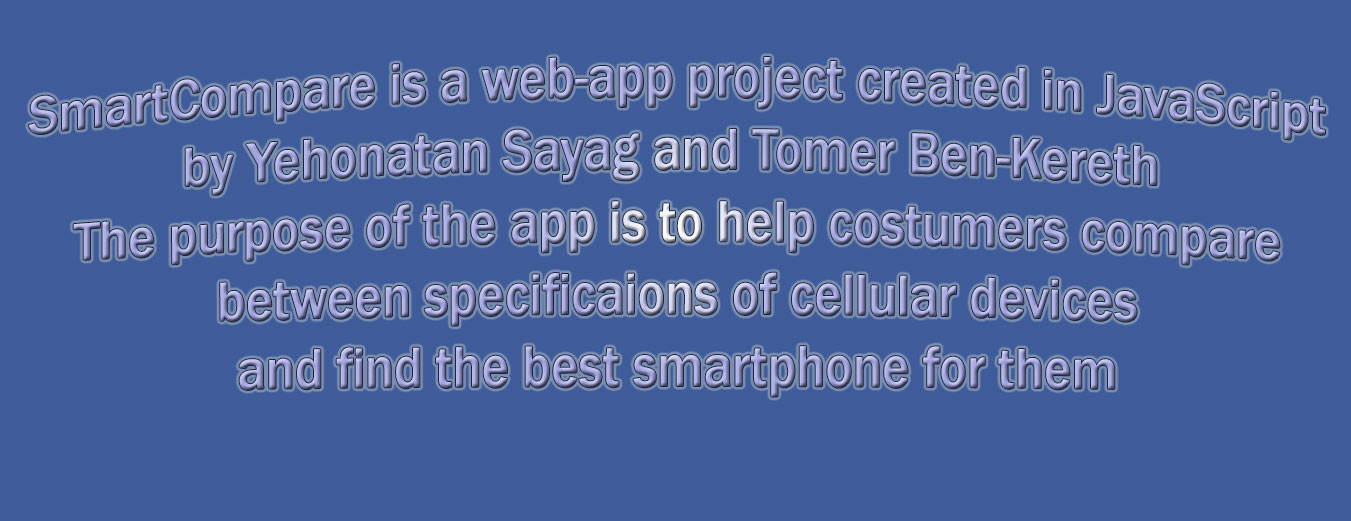 SmartCompare is a web-app project created in JavaScript
by Yehonatan Sayag and Tomer Ben-Kereth
The purpose of the app is to help costumers compare
between specificaions of cellular devices
and find the best smartphone for them